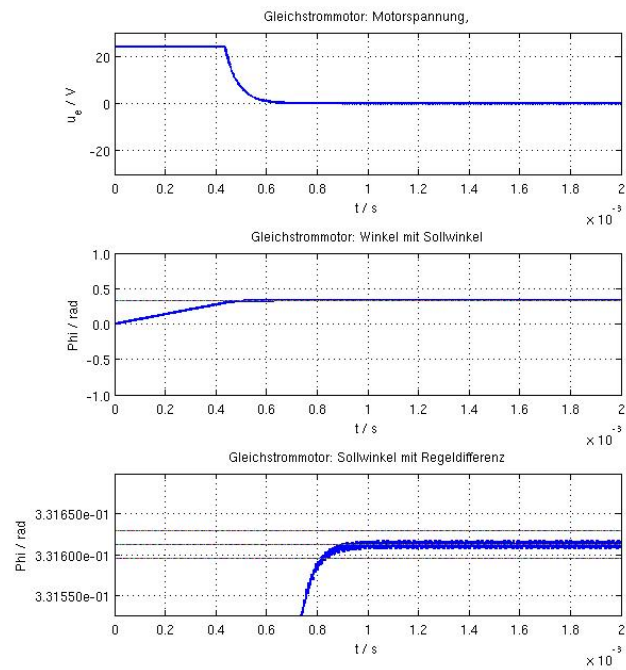 Gleichstrommotor: Motorspannung,
20
0
-20
u_e / V
0 0.2 0.4 0.6 0.8 1 1.2 1.4 1.6 1.8 2
t / s
× 10⁻³
Gleichstrommotor: Winkel mit Sollwinkel
1.0
0.5
0.0
-0.5
-1.0
Phi / rad
0 0.2 0.4 0.6 0.8 1 1.2 1.4 1.6 1.8 2
t / s
× 10⁻³
Gleichstrommotor: Sollwinkel mit Regeldifferenz
3.31650e-01
3.31600e-01
3.31550e-01
Phi / rad
0 0.2 0.4 0.6 0.8 1 1.2 1.4 1.6 1.8 2
t / s
× 10⁻³